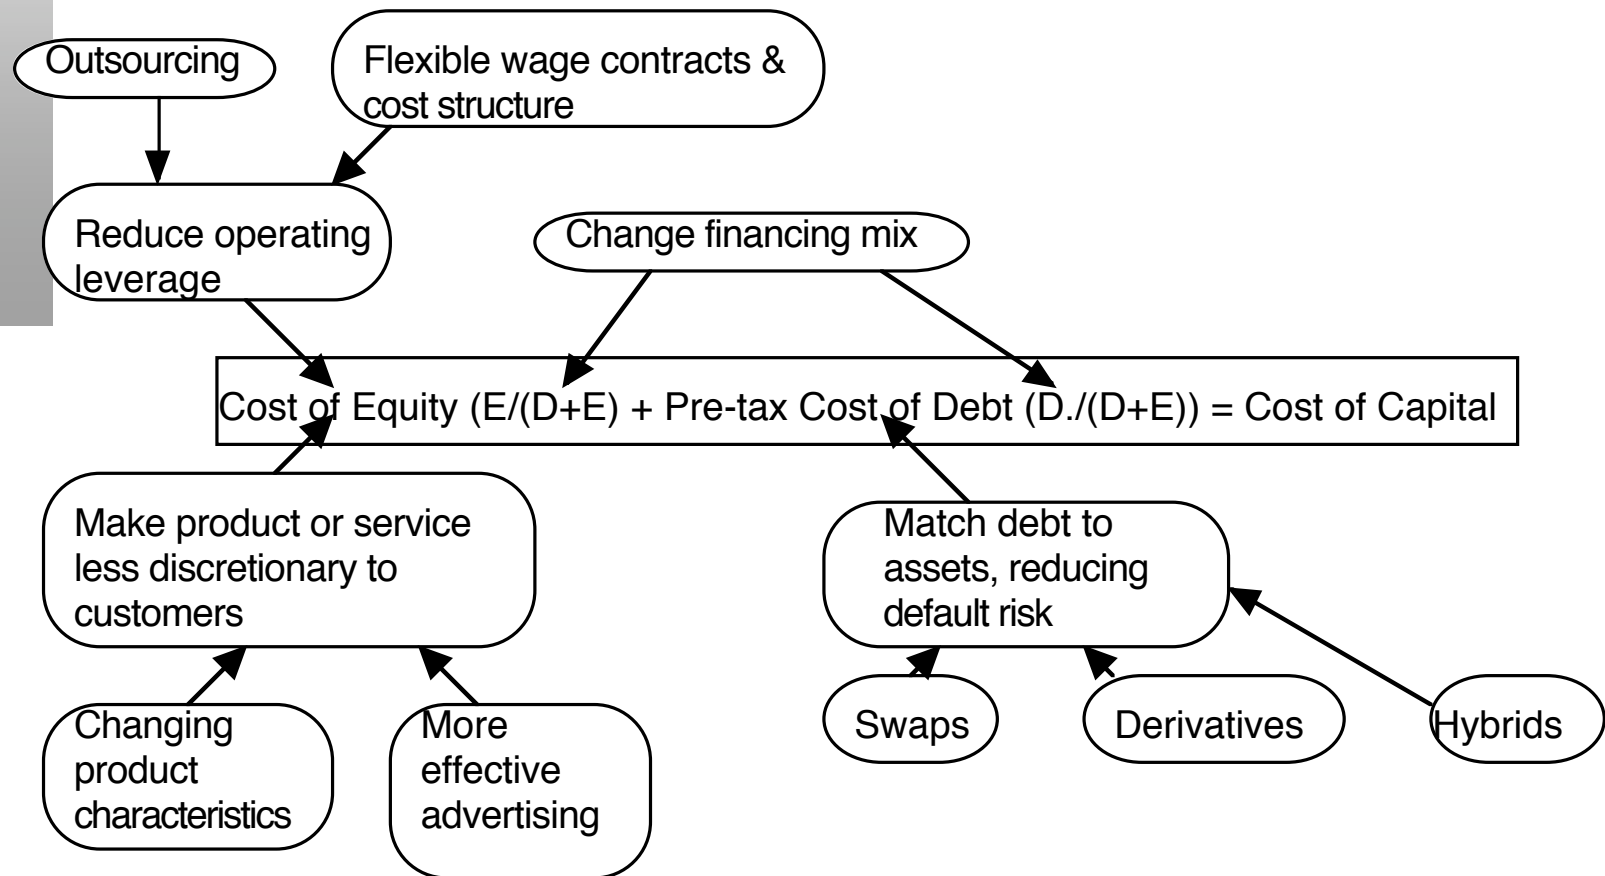 Outsourcing
Flexible wage contracts &
cost structure
Reduce operating
leverage
Change financing mix
Cost of Equity (E/(D+E) + Pre-tax Cost of Debt (D./(D+E)) = Cost of Capital
Make product or service
less discretionary to
customers
Match debt to
assets, reducing
default risk
Changing
product
characteristics
More
effective
advertising
Swaps
Derivatives
Hybrids